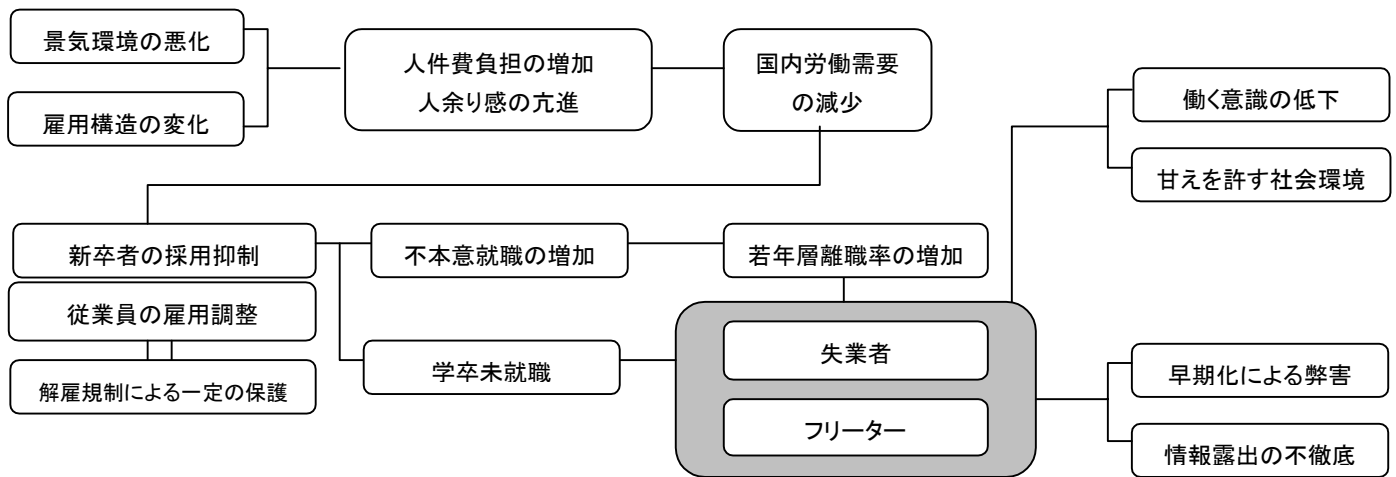 景気環境の悪化
雇用構造の変化
人件費負担の増加
人余り感の亢進
国内労働需要
の減少
働く意識の低下
甘えを許す社会環境
新卒者の採用抑制
従業員の雇用調整
解雇規制による一定の保護
不本意就職の増加
若年層離職率の増加
学卒未就職
失業者
フリーター
早期化による弊害
情報露出の不徹底